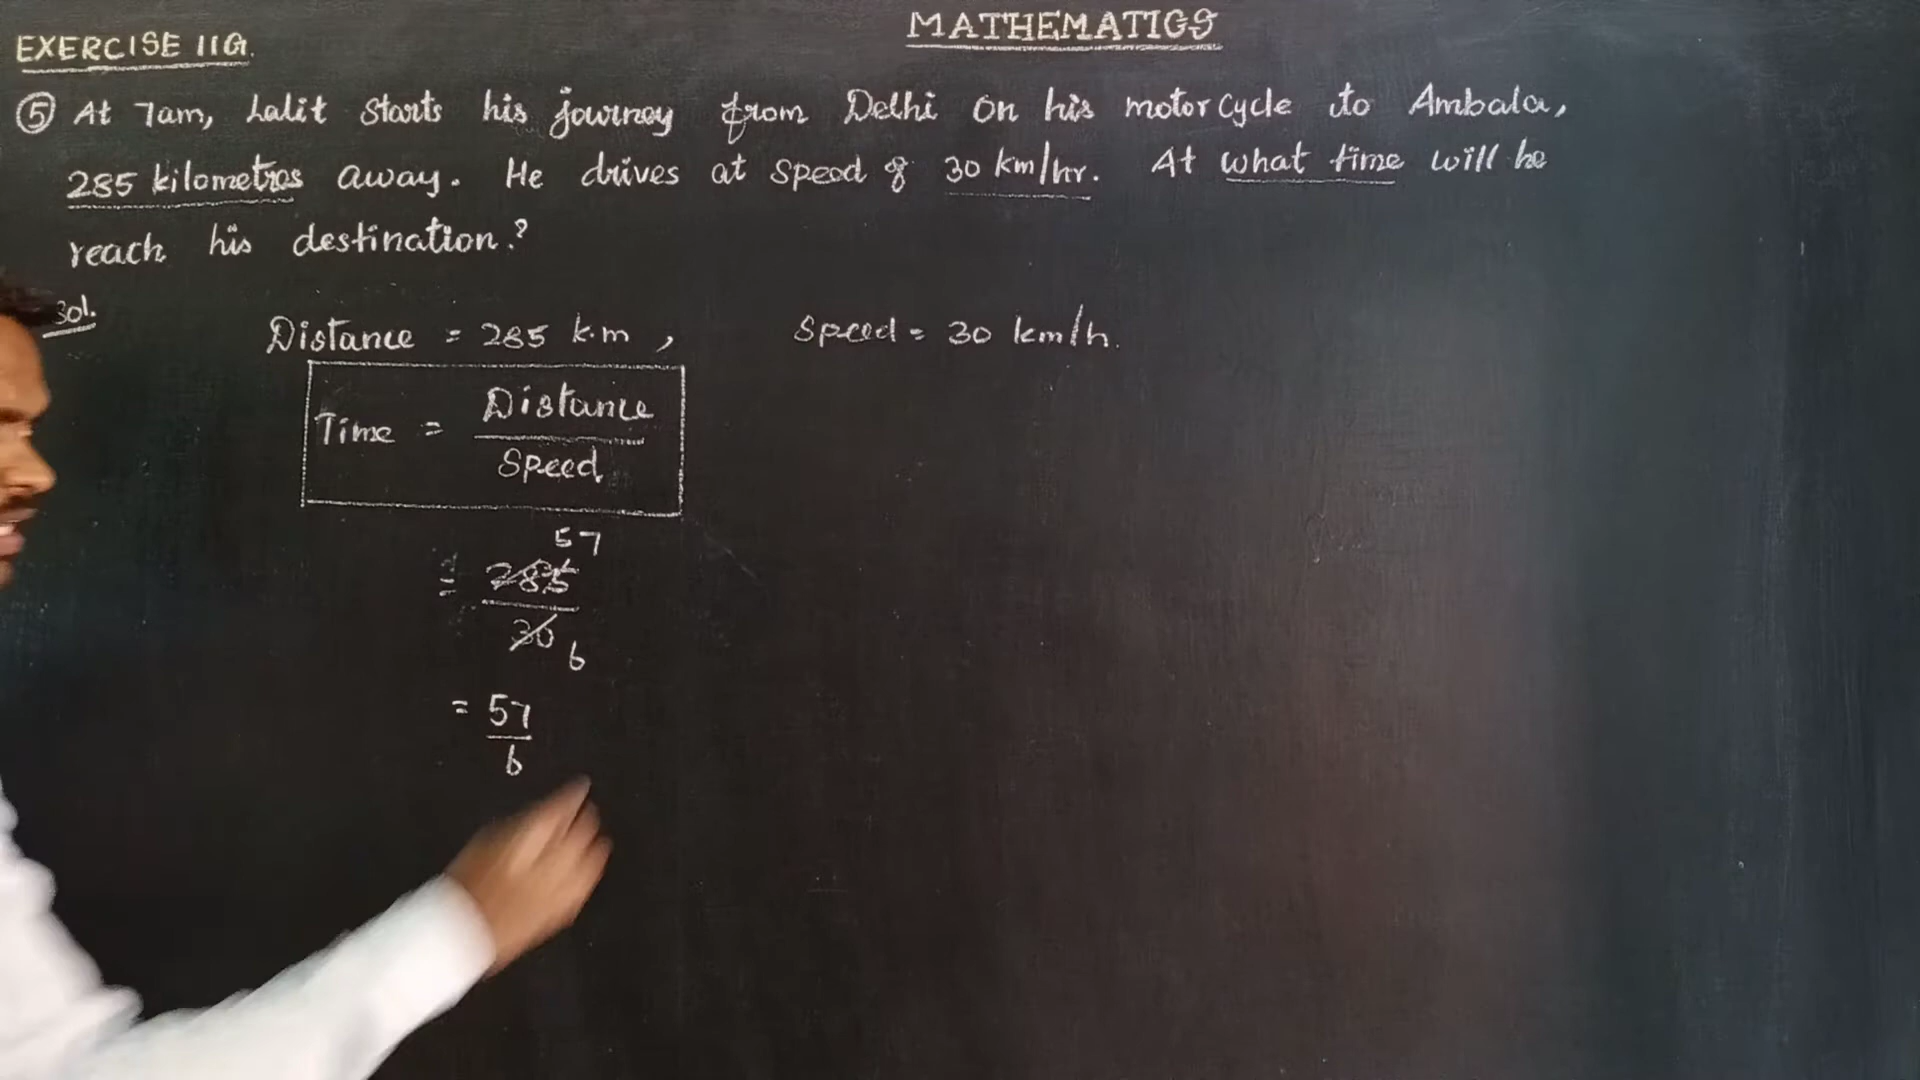 MATHEMATICS
EXERCISE 11G.
⑤ At 7am, Lalit starts his journey from Delhi on his motorcycle to Ambala,
285 kilometres away. He drives at speed of 30 km/hr. At what time will he
reach his destination.?
Sol.
Distance = 285 k.m , Speed = 30 km/h.
Time = Distance
Speed
57
= 285
30 6
= 57
6